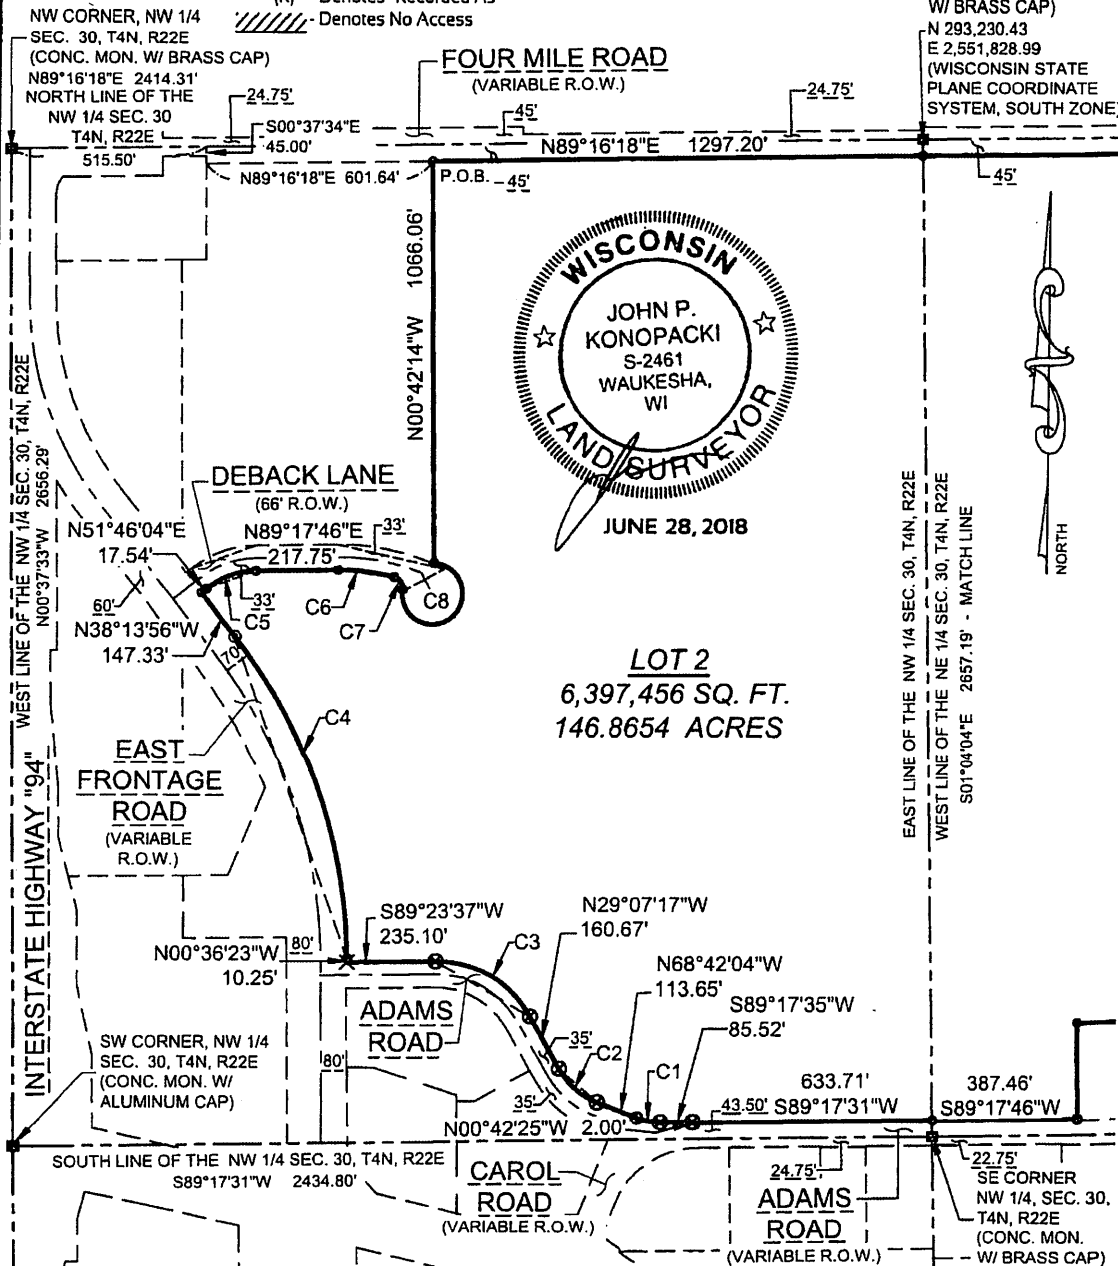 (R) - Denotes "Recorded As"
- Denotes No Access
NW CORNER, NW 1/4
SEC. 30, T4N, R22E
(CONC. MON. W/ BRASS CAP)
N89°16'18"E 2414.31'
NORTH LINE OF THE
NW 1/4 SEC. 30
T4N, R22E
515.50'
24.75'
S00°37'34"E
45.00'
N89°16'18"E 601.64'
FOUR MILE ROAD
(VARIABLE R.O.W.)
45'
24.75'
N89°16'18"E 1297.20'
P.O.B.
45'
W/ BRASS CAP)
N 293,230.43
E 2,551,828.99
(WISCONSIN STATE
PLANE COORDINATE
SYSTEM, SOUTH ZONE)
45'
N00°42'14"W 1066.06'
WISCONSIN
JOHN P.
KONOPACKI
S-2461
WAUKESHA,
WI
LAND SURVEYOR
JUNE 28, 2018
NORTH
WEST LINE OF THE NW 1/4 SEC. 30, T4N, R22E
N00°37'33"W 2656.29'
DEBACK LANE
(66' R.O.W.)
N51°46'04"E
17.54'
N89°17'46"E
217.75'
33'
33'
60'
C5
C6
C7
C8
N38°13'56"W
147.33'
70'
C4
LOT 2
6,397,456 SQ. FT.
146.8654 ACRES
EAST LINE OF THE NW 1/4 SEC. 30, T4N, R22E
WEST LINE OF THE NE 1/4 SEC. 30, T4N, R22E
S01°04'04"E 2657.19' - MATCH LINE
EAST
FRONTAGE
ROAD
(VARIABLE
R.O.W.)
INTERSTATE HIGHWAY "94"
N00°36'23"W
10.25'
80'
S89°23'37"W
235.10'
C3
N29°07'17"W
160.67'
N68°42'04"W
113.65'
S89°17'35"W
85.52'
ADAMS
ROAD
80'
35'
C2
C1
35'
633.71'
S89°17'31"W
387.46'
S89°17'46"W
43.50'
N00°42'25"W 2.00'
SW CORNER, NW 1/4
SEC. 30, T4N, R22E
(CONC. MON. W/
ALUMINUM CAP)
SOUTH LINE OF THE NW 1/4 SEC. 30, T4N, R22E
S89°17'31"W 2434.80'
CAROL
ROAD
(VARIABLE R.O.W.)
24.75'
ADAMS
ROAD
(VARIABLE R.O.W.)
22.75'
SE CORNER
NW 1/4, SEC. 30,
T4N, R22E
(CONC. MON.
W/ BRASS CAP)